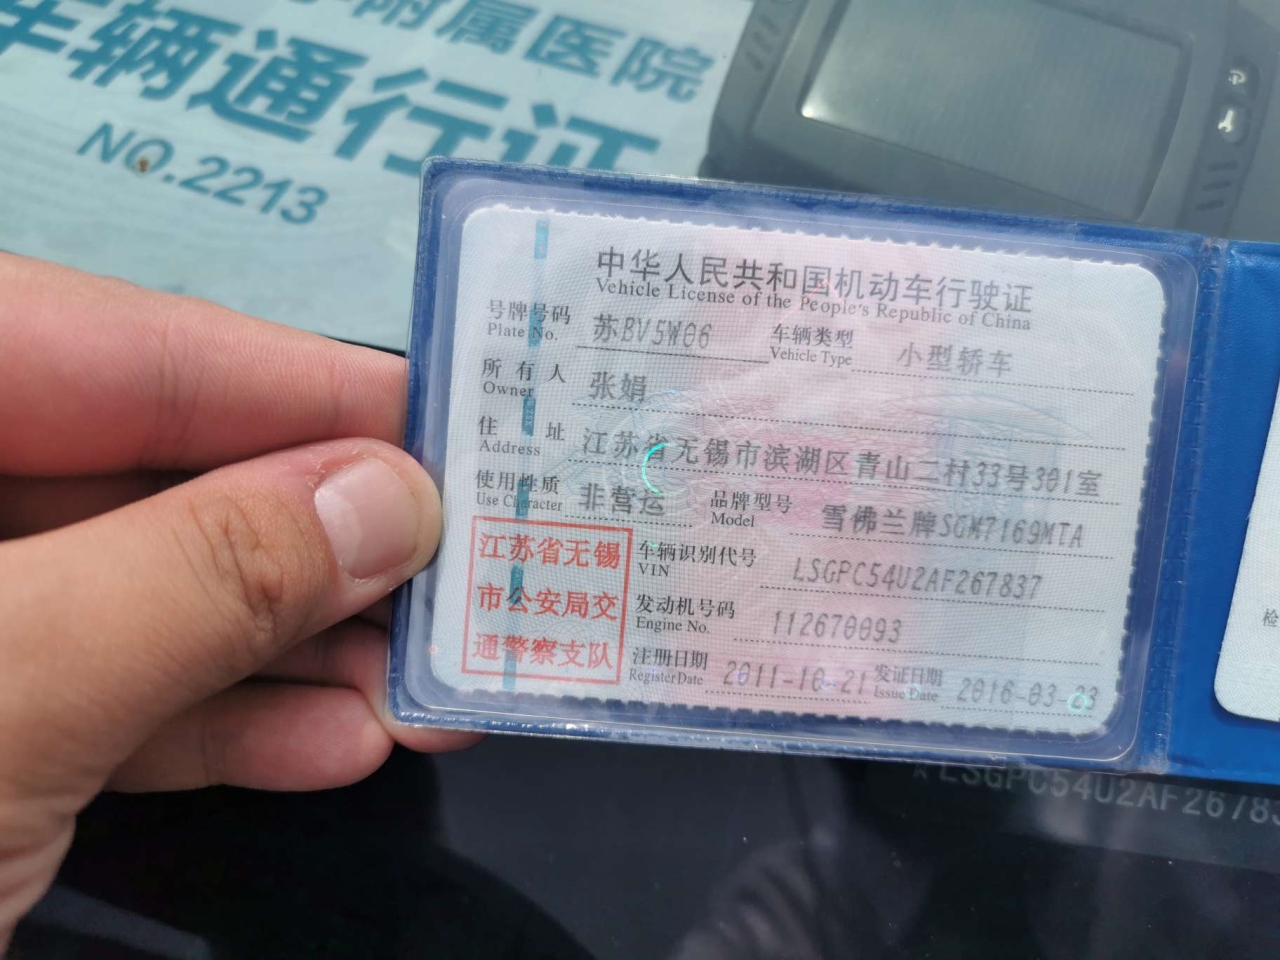 附属医院
车辆通行证
NO.2213
中华人民共和国机动车行驶证
Vehicle License of the People's Republic of China
号牌号码 苏BV5W06 车辆类型 小型轿车
Plate No. Vehicle Type
所有人 张娟
Owner
住址 江苏省无锡市滨湖区青山二村33号301室
Address
使用性质 非营运 品牌型号 雪佛兰牌SGM7169MTA
Use Character Model
江苏省无锡
市公安局交
通警察支队
车辆识别代号 LSGPC54U2AF267837
VIN
发动机号码 112670093
Engine No.
注册日期 2011-10-21 发证日期 2016-03-23
Register Date Issue Date
检
LSGPC54U2AF2678